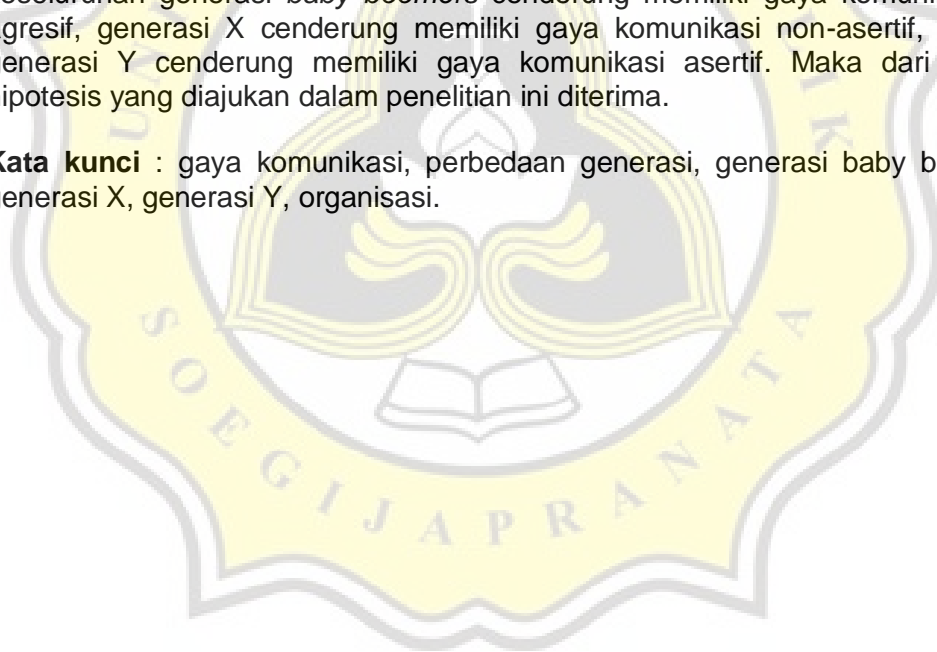 generasi baby boomers cenderung memiliki gaya
agresif, generasi X cenderung memiliki gaya komunikasi non-asertif,
generasi Y cenderung memiliki gaya komunikasi asertif. Maka dari
hipotesis yang diajukan dalam penelitian ini diterima.
Kata kunci : gaya komunikasi, perbedaan generasi, generasi baby b
generasi X, generasi Y, organisasi.
SOEGIJAPRANATA